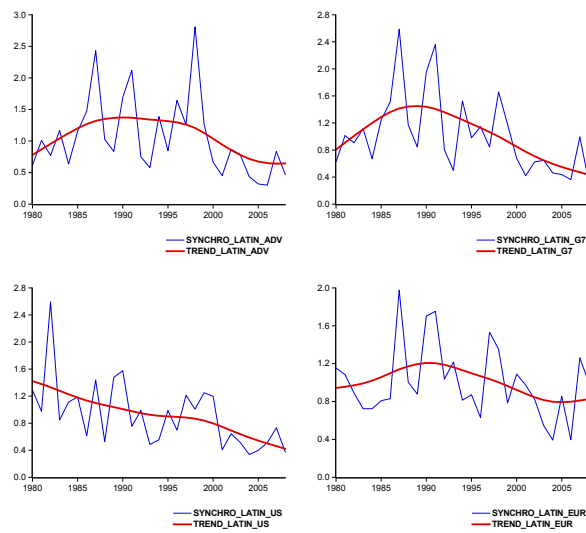 3.0
2.5
2.0
1.5
1.0
0.5
0.0
1980 1985 1990 1995 2000 2005
SYNCHRO_LATIN_ADV
TREND_LATIN_ADV
2.8
2.4
2.0
1.6
1.2
0.8
0.4
0.0
1980 1985 1990 1995 2000 2005
SYNCHRO_LATIN_G7
TREND_LATIN_G7
2.8
2.4
2.0
1.6
1.2
0.8
0.4
0.0
1980 1985 1990 1995 2000 2005
SYNCHRO_LATIN_US
TREND_LATIN_US
2.0
1.6
1.2
0.8
0.4
0.0
1980 1985 1990 1995 2000 2005
SYNCHRO_LATIN_EUR
TREND_LATIN_EUR